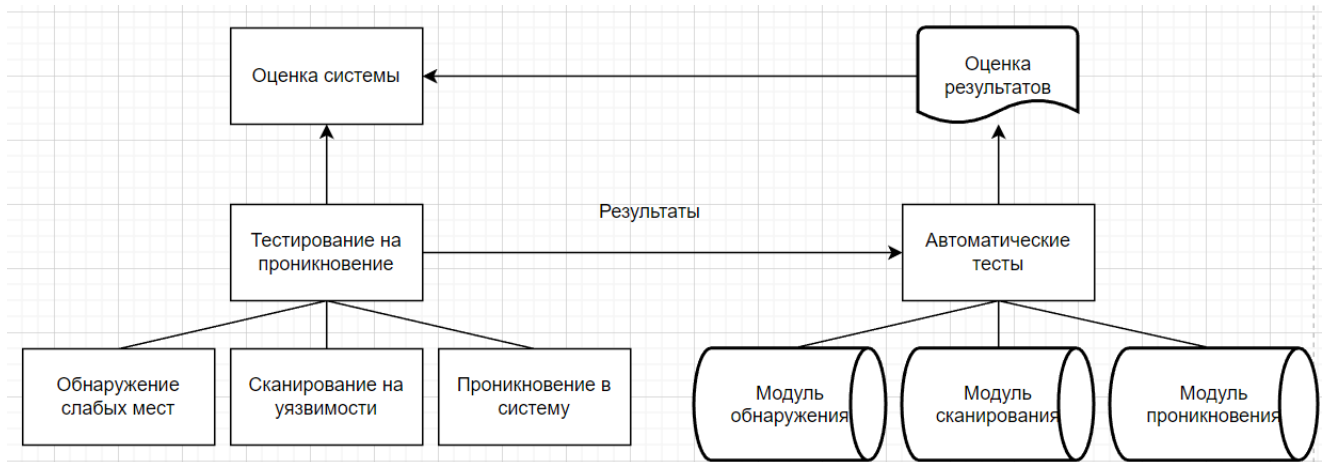 Оценка системы
Оценка
результатов
Результаты
Тестирование на
проникновение
Автоматические
тесты
Обнаружение
слабых мест
Сканирование на
уязвимости
Проникновение в
систему
Модуль
обнаружения
Модуль
сканирования
Модуль
проникновения